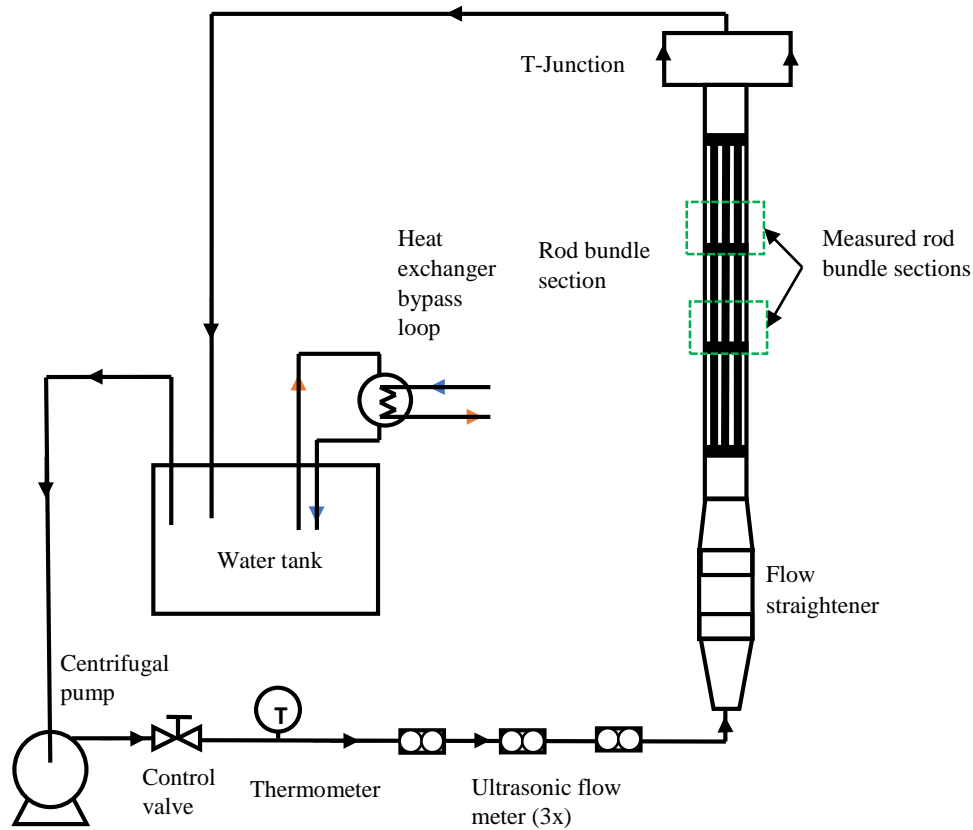 T-Junction
Heat
exchanger
bypass
loop
Rod bundle
section
Measured rod
bundle sections
Water tank
Flow
straightener
Centrifugal
pump
T
Control
valve
Thermometer
Ultrasonic flow
meter (3x)